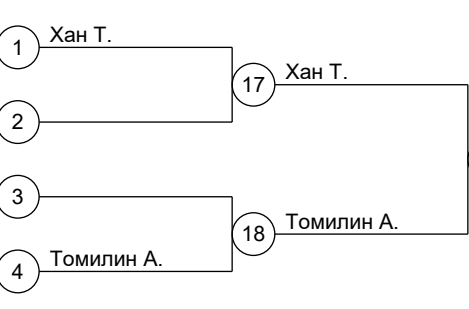 1 Хан Т.
17 Хан Т.
2
3
18 Томилин А.
4 Томилин А.